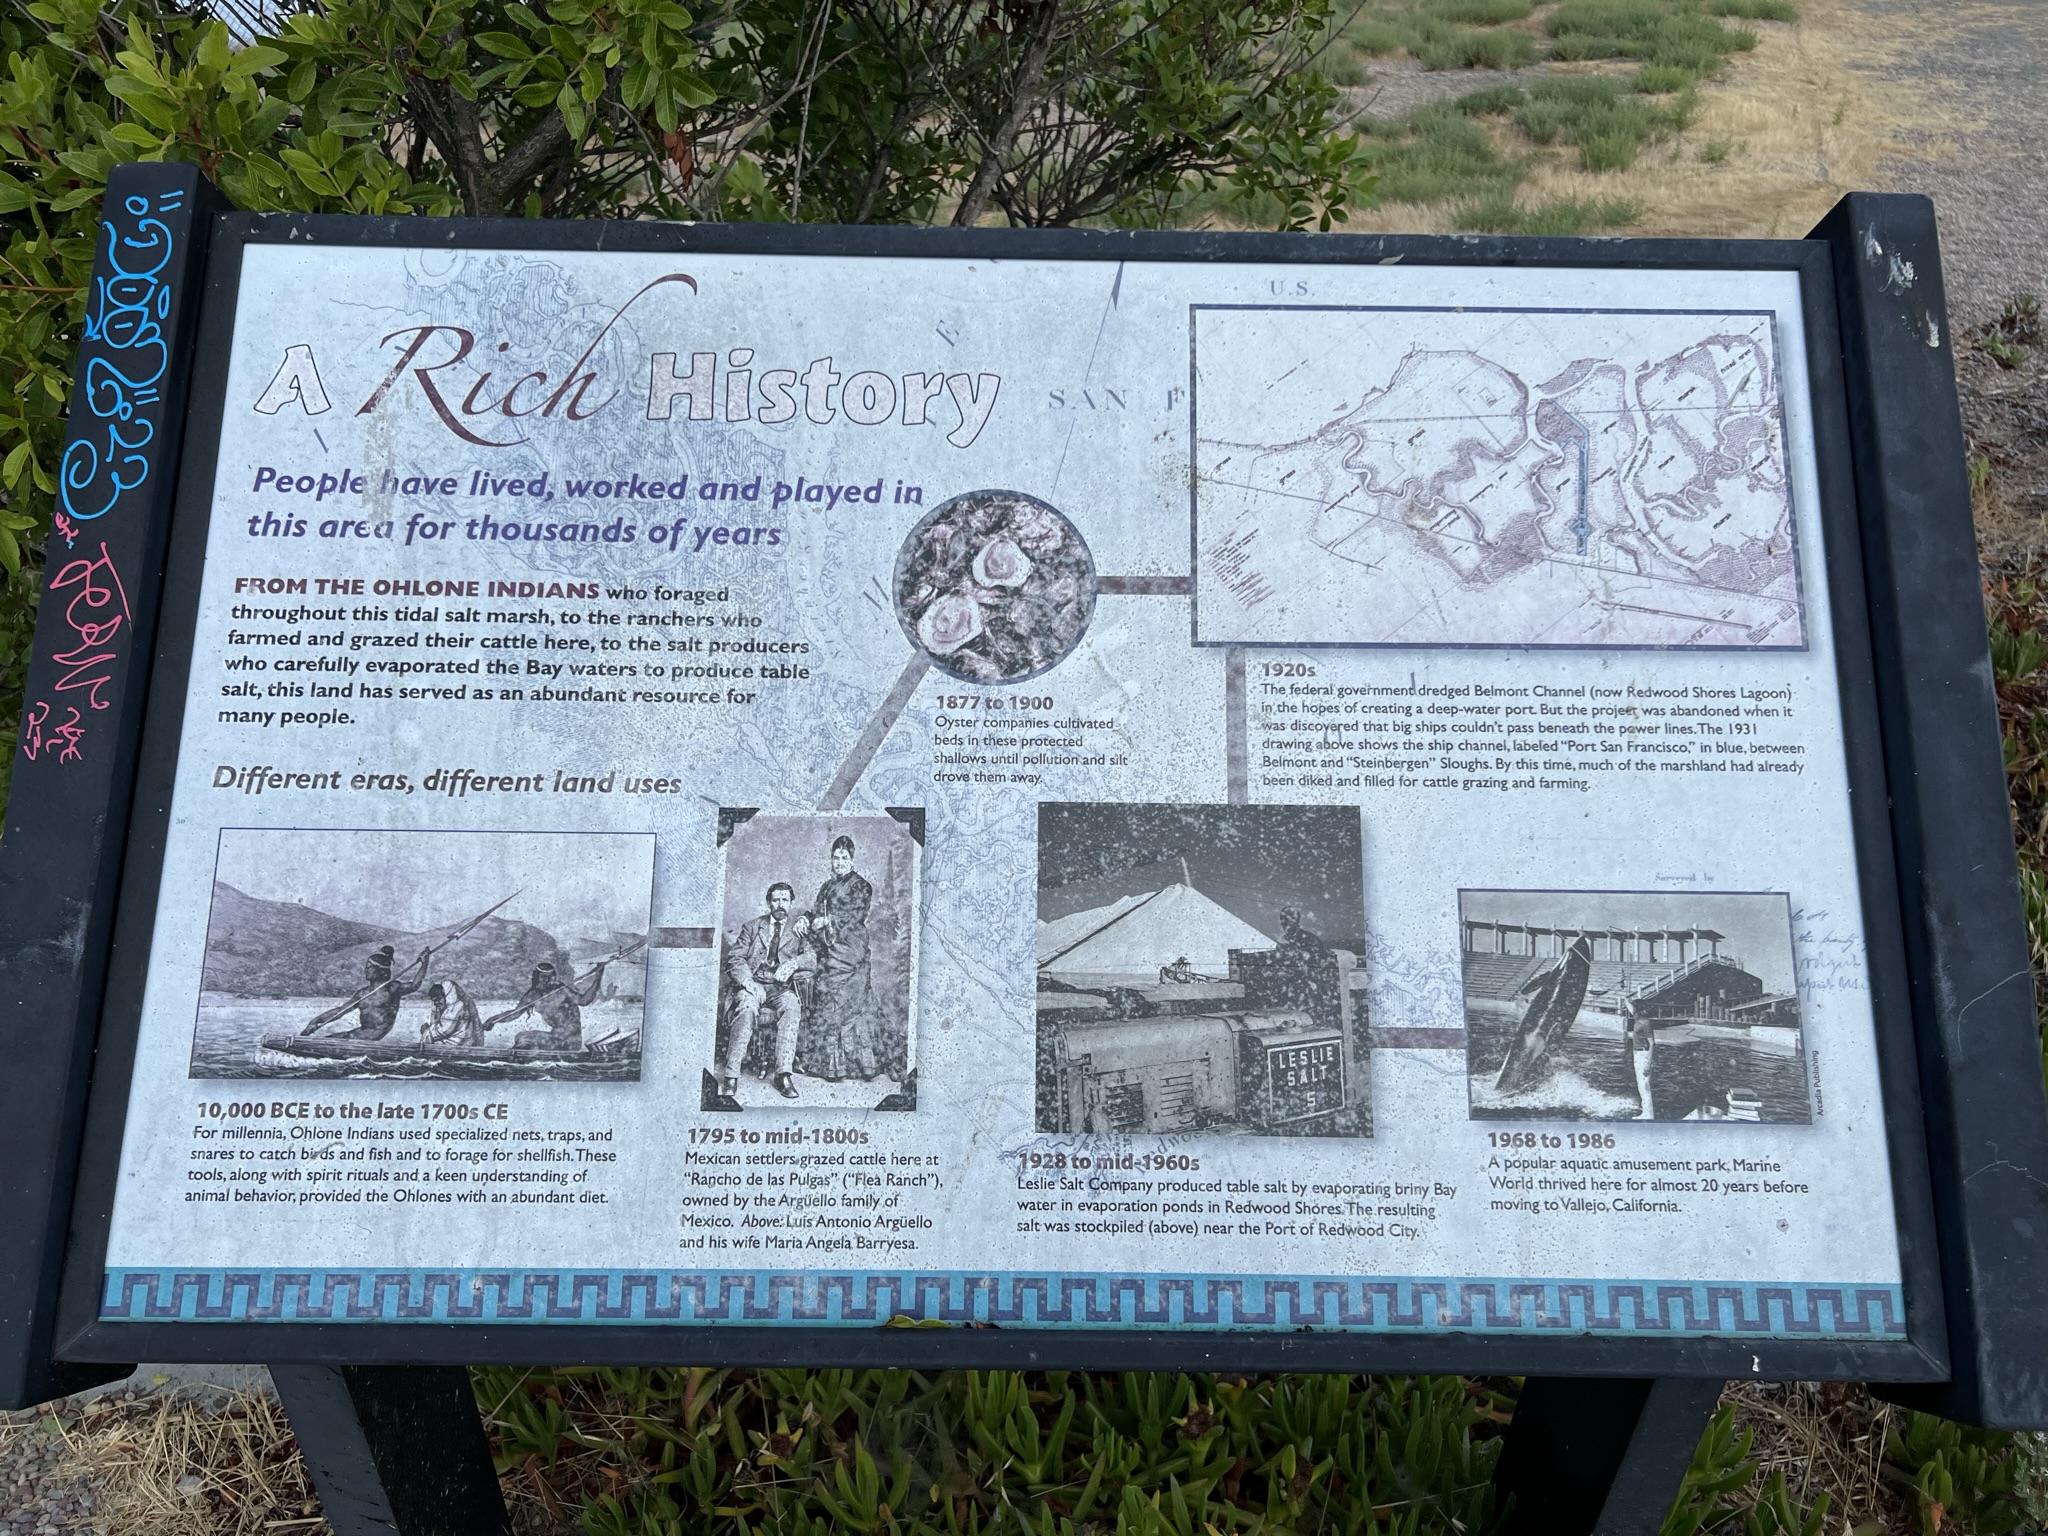 A Rich History
People have lived, worked and played in
this area for thousands of years
FROM THE OHLONE INDIANS who foraged
throughout this tidal salt marsh, to the ranchers who
farmed and grazed their cattle here, to the salt producers
who carefully evaporated the Bay waters to produce table
salt, this land has served as an abundant resource for
many people.
Different eras, different land uses
10,000 BCE to the late 1700s CE
For millennia, Ohlone Indians used specialized nets, traps, and
snares to catch birds and fish and to forage for shellfish. These
tools, along with spirit rituals and a keen understanding of
animal behavior, provided the Ohlones with an abundant diet.
1795 to mid-1800s
Mexican settlers grazed cattle here at
"Rancho de las Pulgas" ("Flea Ranch"),
owned by the Argüello family of
Mexico. Above: Luis Antonio Argüello
and his wife Maria Angela Barryesa.
1877 to 1900
Oyster companies cultivated
beds in these protected
shallows until pollution and silt
drove them away.
U.S.
SAN F
E
1920s
The federal government dredged Belmont Channel (now Redwood Shores Lagoon)
in the hopes of creating a deep-water port. But the project was abandoned when it
was discovered that big ships couldn't pass beneath the power lines. The 1931
drawing above shows the ship channel, labeled "Port San Francisco," in blue, between
Belmont and "Steinbergen" Sloughs. By this time, much of the marshland had already
been diked and filled for cattle grazing and farming.
LESLIE
SALT
5
1928 to mid-1960s
Leslie Salt Company produced table salt by evaporating briny Bay
water in evaporation ponds in Redwood Shores. The resulting
salt was stockpiled (above) near the Port of Redwood City.
Surveyed by
Arcadia Publishing
1968 to 1986
A popular aquatic amusement park, Marine
World thrived here for almost 20 years before
moving to Vallejo, California.